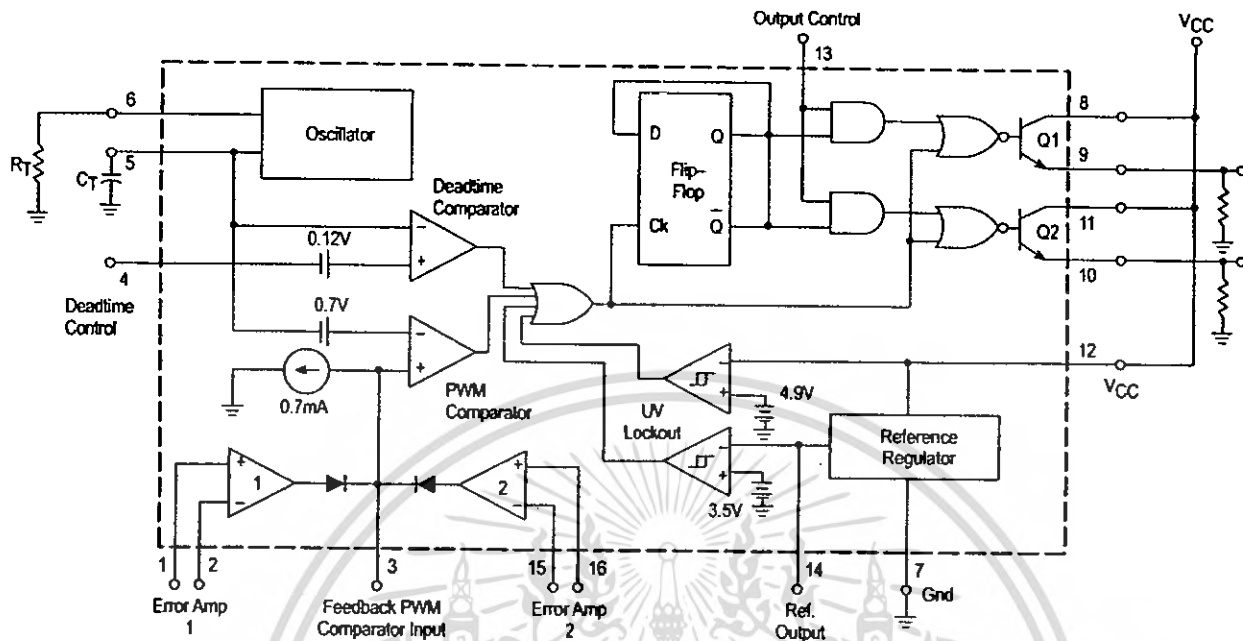 Output Control
13
VCC
6
Oscillator
RT
5
CT
D
Q
Flip-
Flop
Ck
Q
8
Q1
9
11
Q2
10
Deadtime
Comparator
0.12V
4
Deadtime
Control
0.7V
PWM
Comparator
0.7mA
UV
Lockout
4.9V
3.5V
12
VCC
Reference
Regulator
1
2
1
2
3
15
16
14
7
Gnd
Error Amp
1
Feedback PWM
Comparator Input
Error Amp
2
Ref.
Output